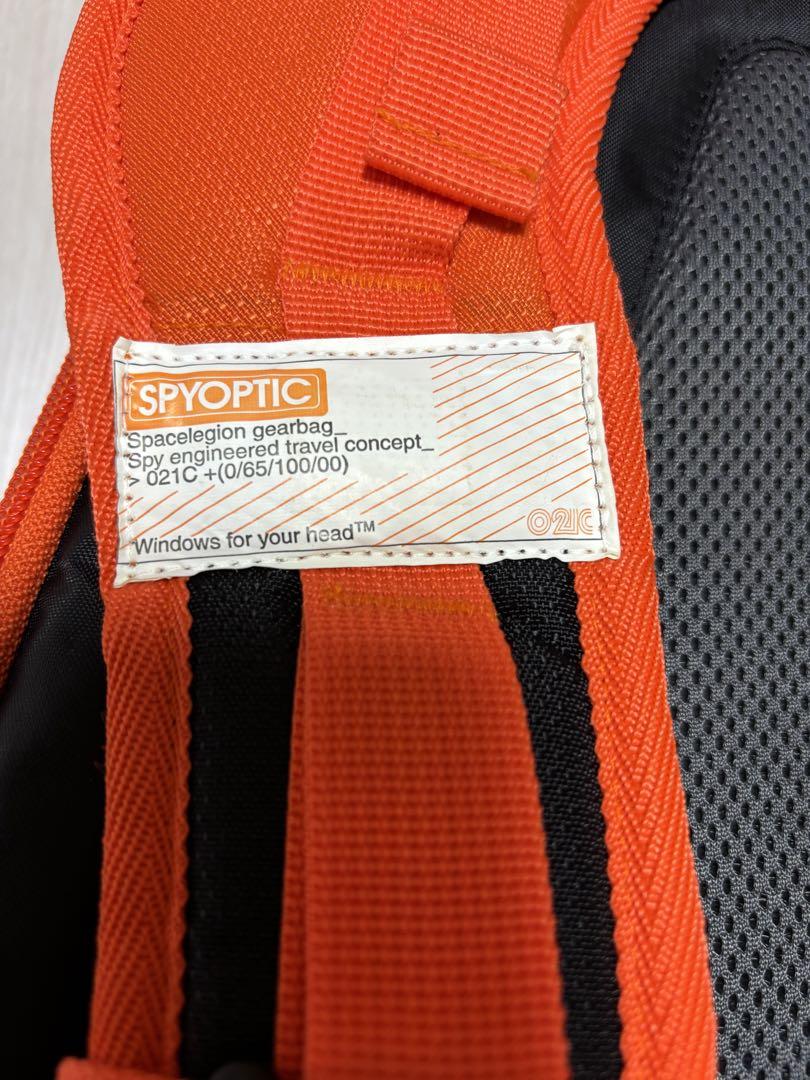 SPYOPTIC
Spacelegion gearbag_
Spy engineered travel concept_
> 021C +(0/65/100/00)
Windows for your head™
021C